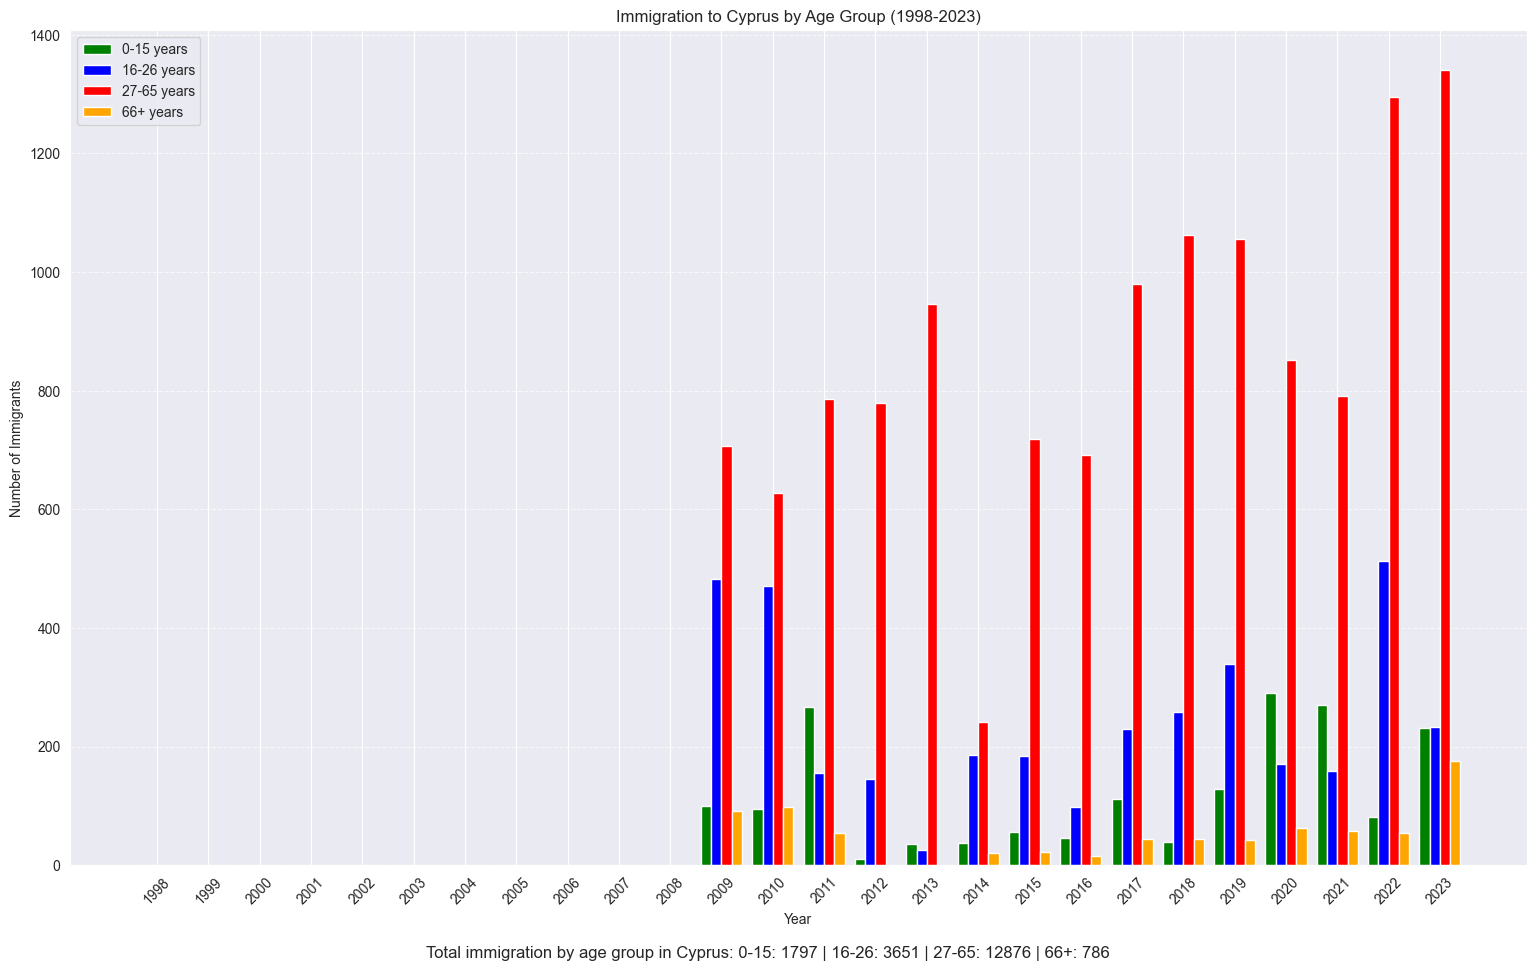 Immigration to Cyprus by Age Group (1998-2023)
0-15 years
16-26 years
27-65 years
66+ years
Number of Immigrants
1400
1200
1000
800
600
400
200
0
1998 1999 2000 2001 2002 2003 2004 2005 2006 2007 2008 2009 2010 2011 2012 2013 2014 2015 2016 2017 2018 2019 2020 2021 2022 2023
Year
Total immigration by age group in Cyprus: 0-15: 1797 | 16-26: 3651 | 27-65: 12876 | 66+: 786